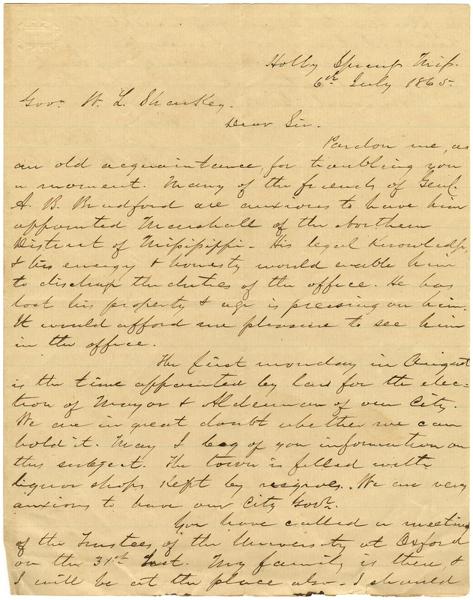 Holly Springs Miſs.
6th July 1865.
Gov. W. L. Sharkey.
Dear Sir.
Pardon me, as
an old acquaintance, for troubling you
a moment. Many of the friends of Genl.
A. B. Bradford are anxious to have him
appointed Marshall of the Northern
District of Miſsiſsippi - His legal knowledge
& his energy & honesty would enable him
to discharge the duties of the office. He has
lost his property & age is pressing on him.
It would afford me pleasure to see him
in the office.
The first monday in August
is the time appointed by law for the elec-
tion of Mayor & Aldermen of our City.
We are in great doubt whether we can
hold it. May I beg of you information on
this subject. The town is filled with
liquor shops kept by negroes. We are very
anxious to have our City Govt.
You have called a meeting
of the Trustees of the University at Oxford
on the 31st Inst. My family is there, &
I will be at the place also - I should